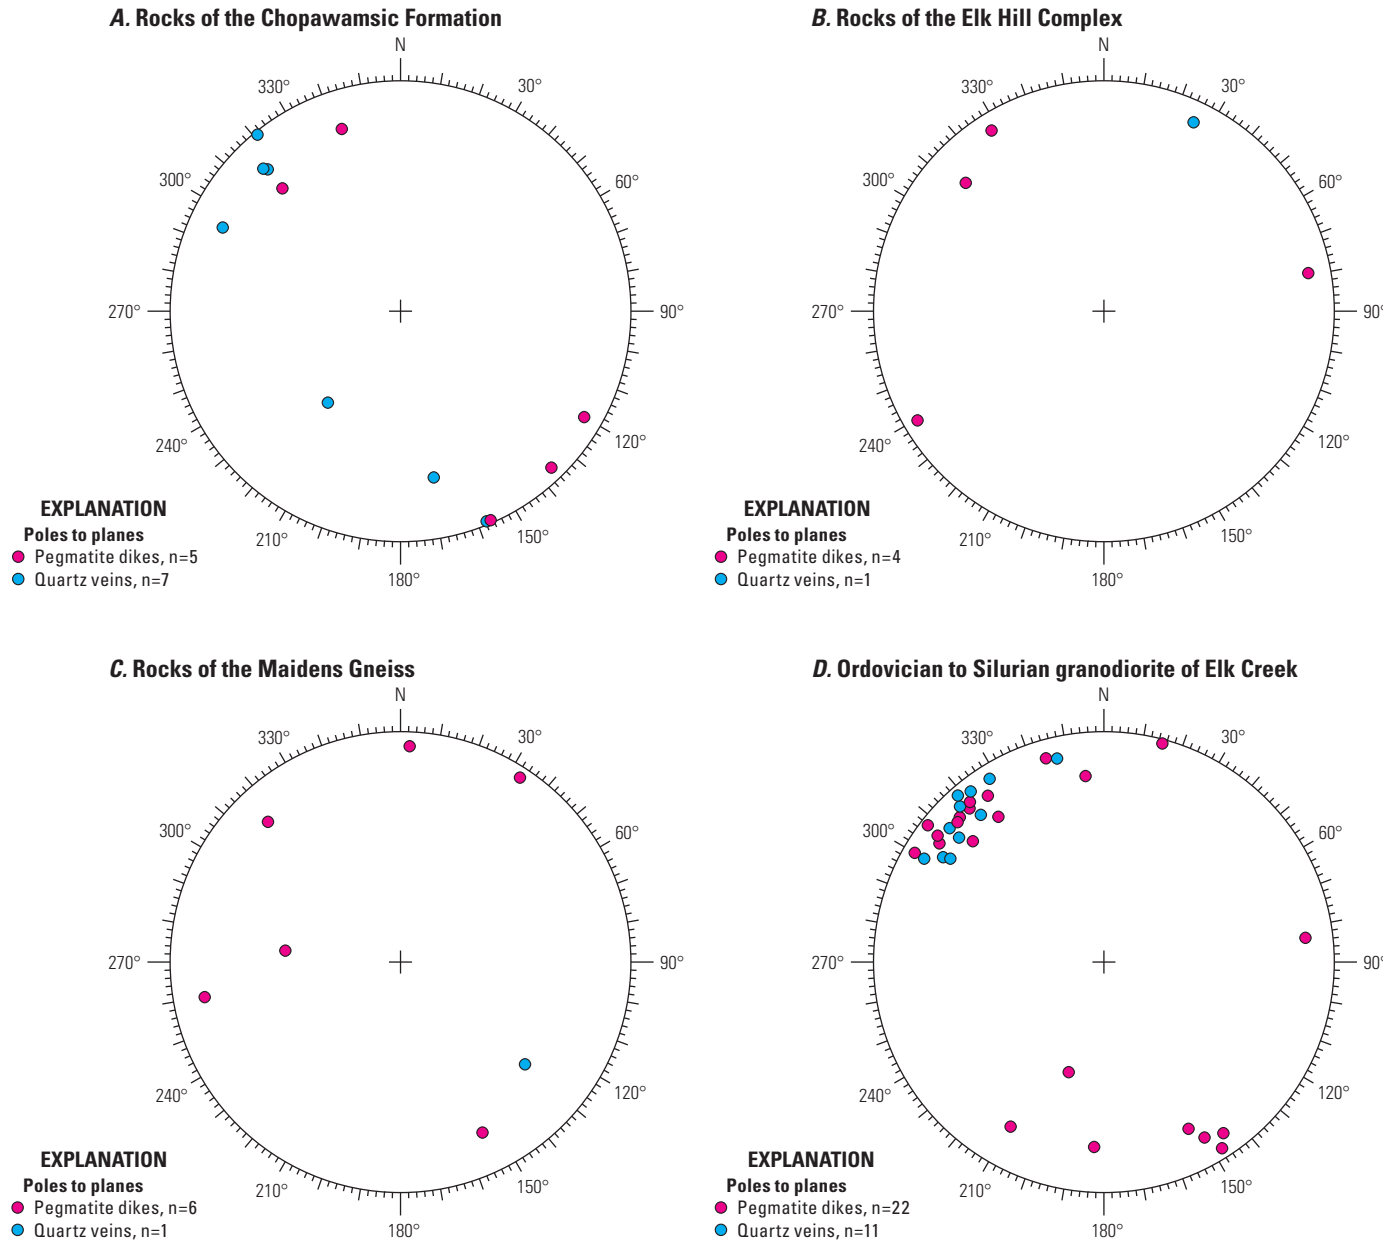 A. Rocks of the Chopawamsic Formation
N
330°
30°
300°
60°
270°
90°
240°
120°
210°
150°
180°
EXPLANATION
Poles to planes
Pegmatite dikes, n=5
Quartz veins, n=7
B. Rocks of the Elk Hill Complex
N
330°
30°
300°
60°
270°
90°
240°
120°
210°
150°
180°
EXPLANATION
Poles to planes
Pegmatite dikes, n=4
Quartz veins, n=1
C. Rocks of the Maidens Gneiss
N
330°
30°
300°
60°
270°
90°
240°
120°
210°
150°
180°
EXPLANATION
Poles to planes
Pegmatite dikes, n=6
Quartz veins, n=1
D. Ordovician to Silurian granodiorite of Elk Creek
N
330°
30°
300°
60°
270°
90°
240°
120°
210°
150°
180°
EXPLANATION
Poles to planes
Pegmatite dikes, n=22
Quartz veins, n=11